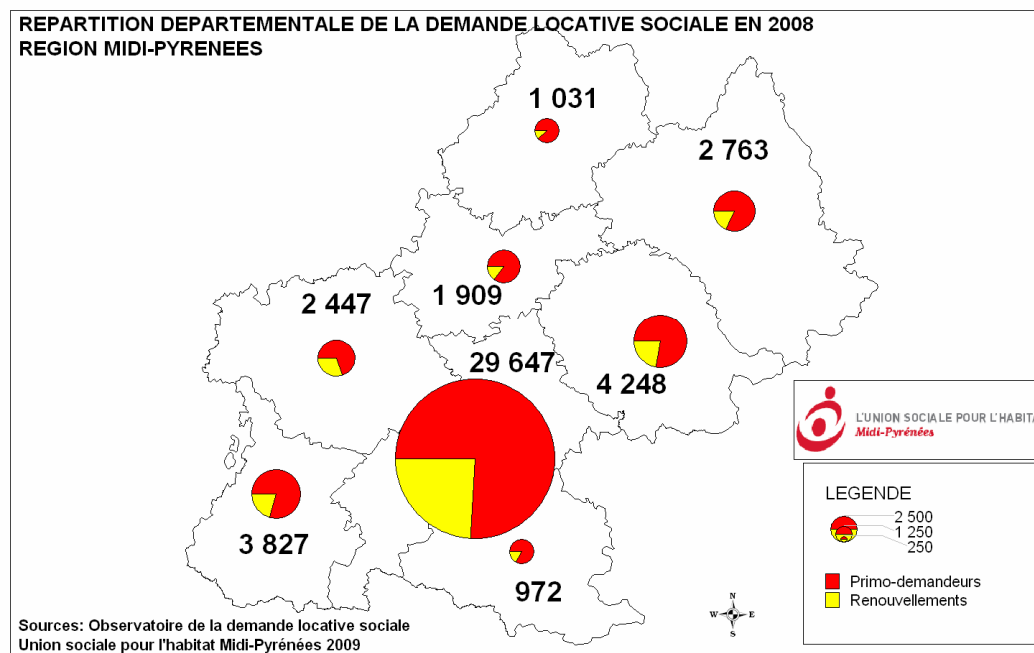 REPARTITION DEPARTEMENTALE DE LA DEMANDE LOCATIVE SOCIALE EN 2008
REGION MIDI-PYRENEES
1 031
2 763
1 909
2 447
29 647
4 248
L'UNION SOCIALE POUR L'HABITA
Midi-Pyrénées
3 827
972
LEGENDE
2 500
1 250
250
Primo-demandeurs
Renouvellements
N
W E
S
Sources: Observatoire de la demande locative sociale
Union sociale pour l'habitat Midi-Pyrénées 2009